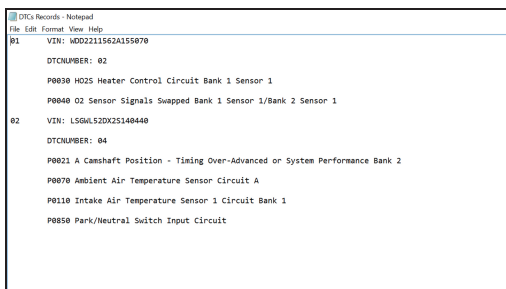 DTCs Records - Notepad
File Edit Format View Help
01 VIN: WDD2211562A155070
DTCNUMBER: 02
P0030 HO2S Heater Control Circuit Bank 1 Sensor 1
P0040 O2 Sensor Signals Swapped Bank 1 Sensor 1/Bank 2 Sensor 1
02 VIN: LSGWL52DX2S140440
DTCNUMBER: 04
P0021 A Camshaft Position - Timing Over-Advanced or System Performance Bank 2
P0070 Ambient Air Temperature Sensor Circuit A
P0110 Intake Air Temperature Sensor 1 Circuit Bank 1
P0850 Park/Neutral Switch Input Circuit